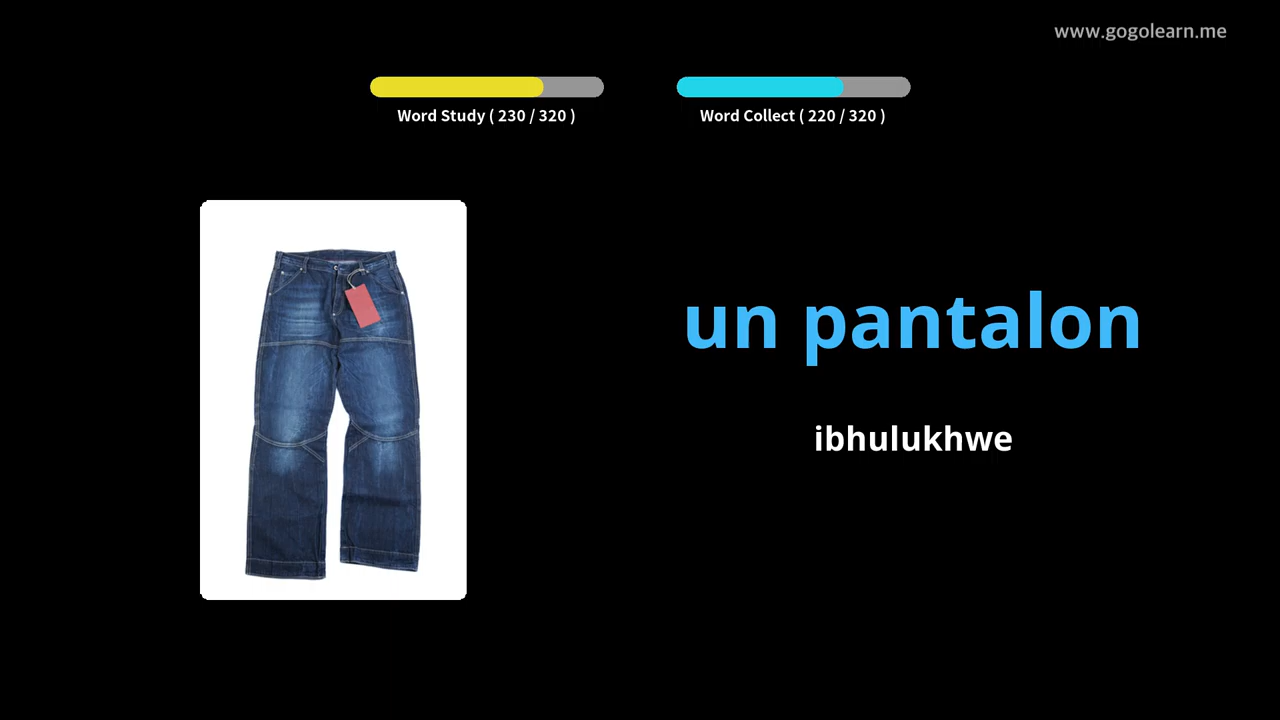 www.gogolearn.me
Word Study ( 230 / 320 )
Word Collect ( 220 / 320 )
un pantalon
ibhulukhwe